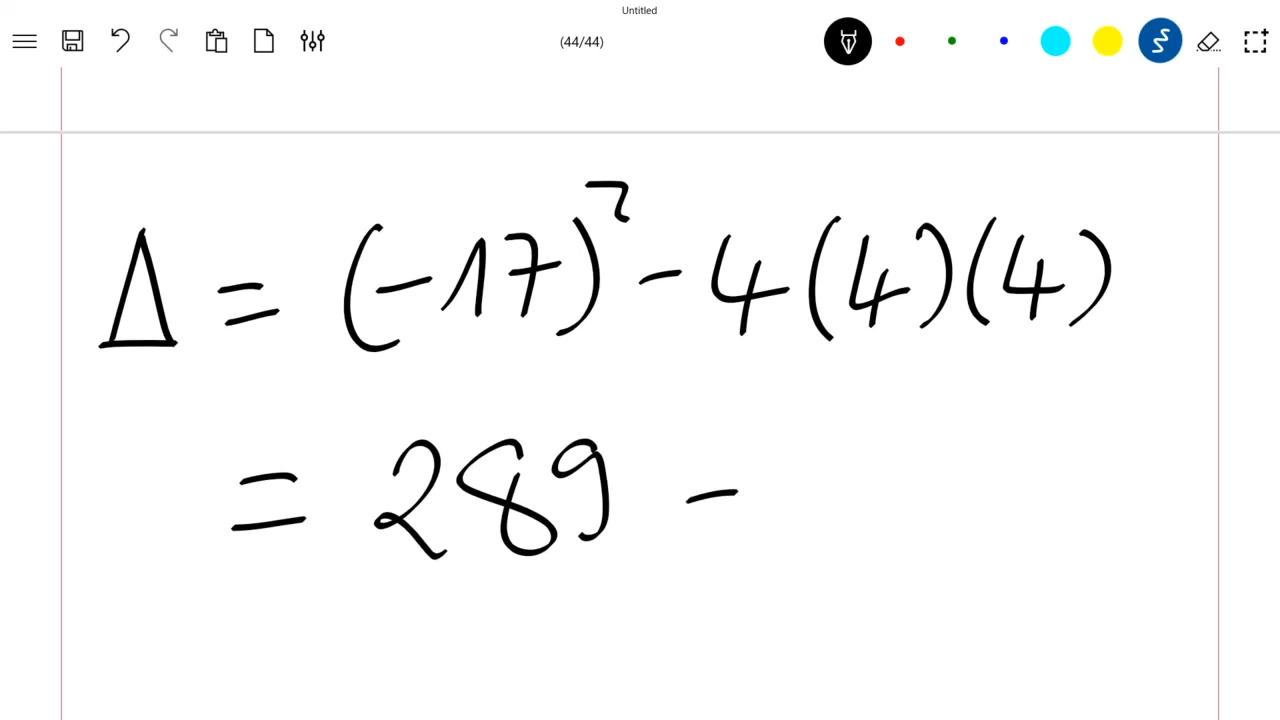 Untitled
(44/44)
Δ = (-17)² - 4(4)(4)
= 289 -